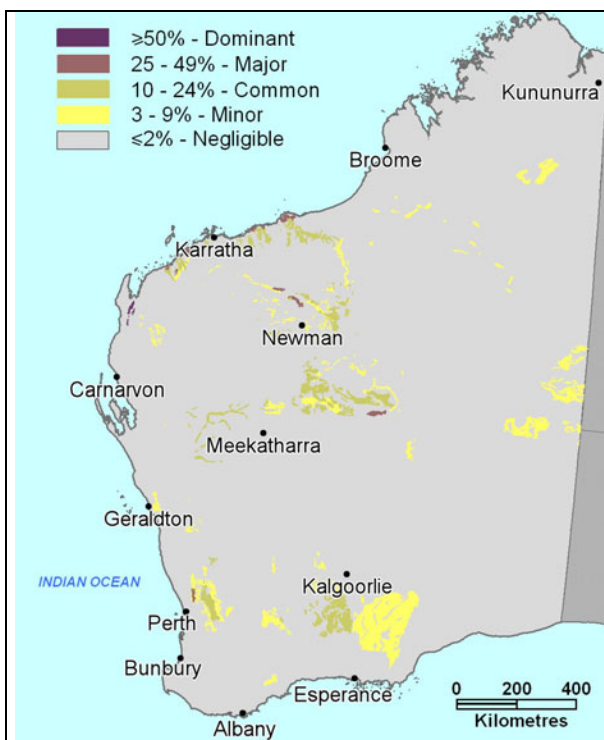 ≥50% - Dominant
25 - 49% - Major
10 - 24% - Common
3 - 9% - Minor
≤2% - Negligible
Kununurra
Broome
Karratha
Newman
Carnarvon
Meekatharra
Geraldton
INDIAN OCEAN
Kalgoorlie
Perth
Bunbury
Esperance
Albany
0 200 400
Kilometres